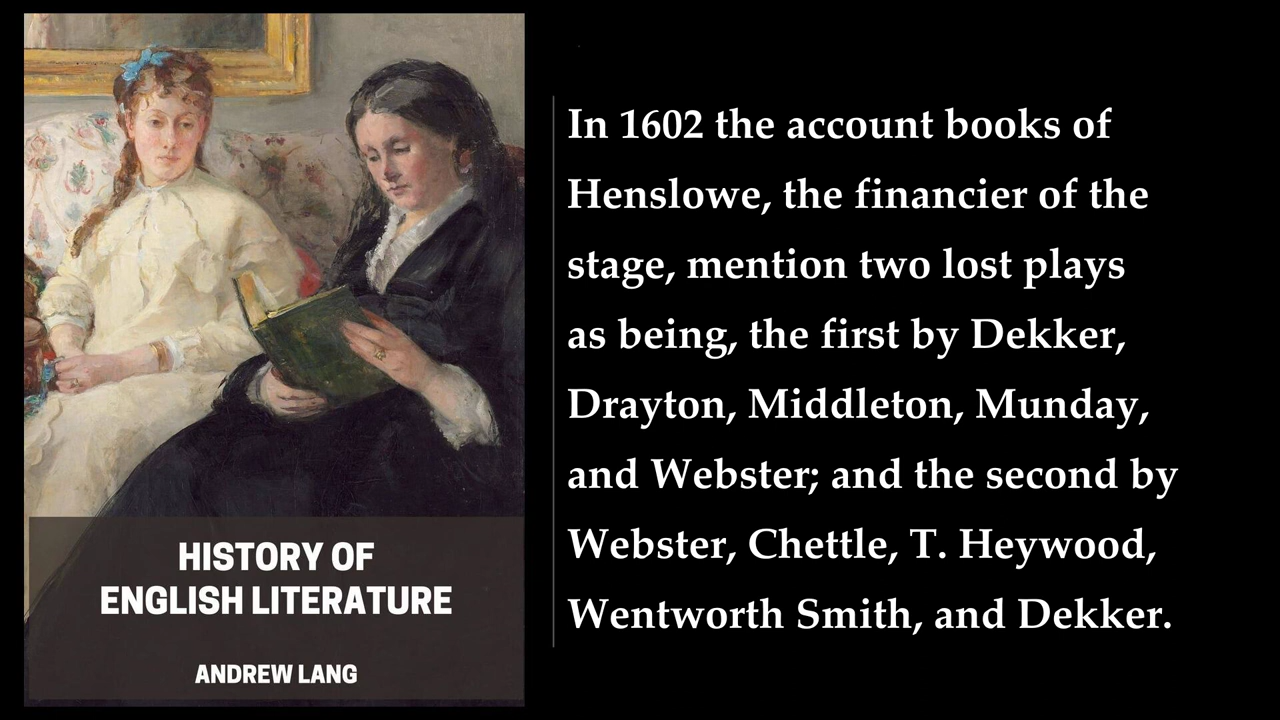 HISTORY OF
ENGLISH LITERATURE
ANDREW LANG
In 1602 the account books of
Henslowe, the financier of the
stage, mention two lost plays
as being, the first by Dekker,
Drayton, Middleton, Munday,
and Webster; and the second by
Webster, Chettle, T. Heywood,
Wentworth Smith, and Dekker.